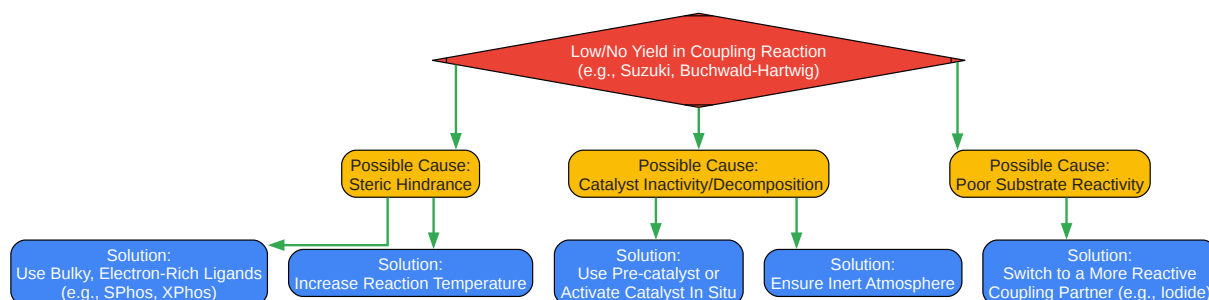 Low/No Yield in Coupling Reaction
(e.g., Suzuki, Buchwald-Hartwig)
Possible Cause:
Steric Hindrance
Possible Cause:
Catalyst Inactivity/Decomposition
Possible Cause:
Poor Substrate Reactivity
Solution:
Use Bulky, Electron-Rich Ligands
(e.g., SPhos, XPhos)
Solution:
Increase Reaction Temperature
Solution:
Use Pre-catalyst or
Activate Catalyst In Situ
Solution:
Ensure Inert Atmosphere
Solution:
Switch to a More Reactive
Coupling Partner (e.g., Iodide)